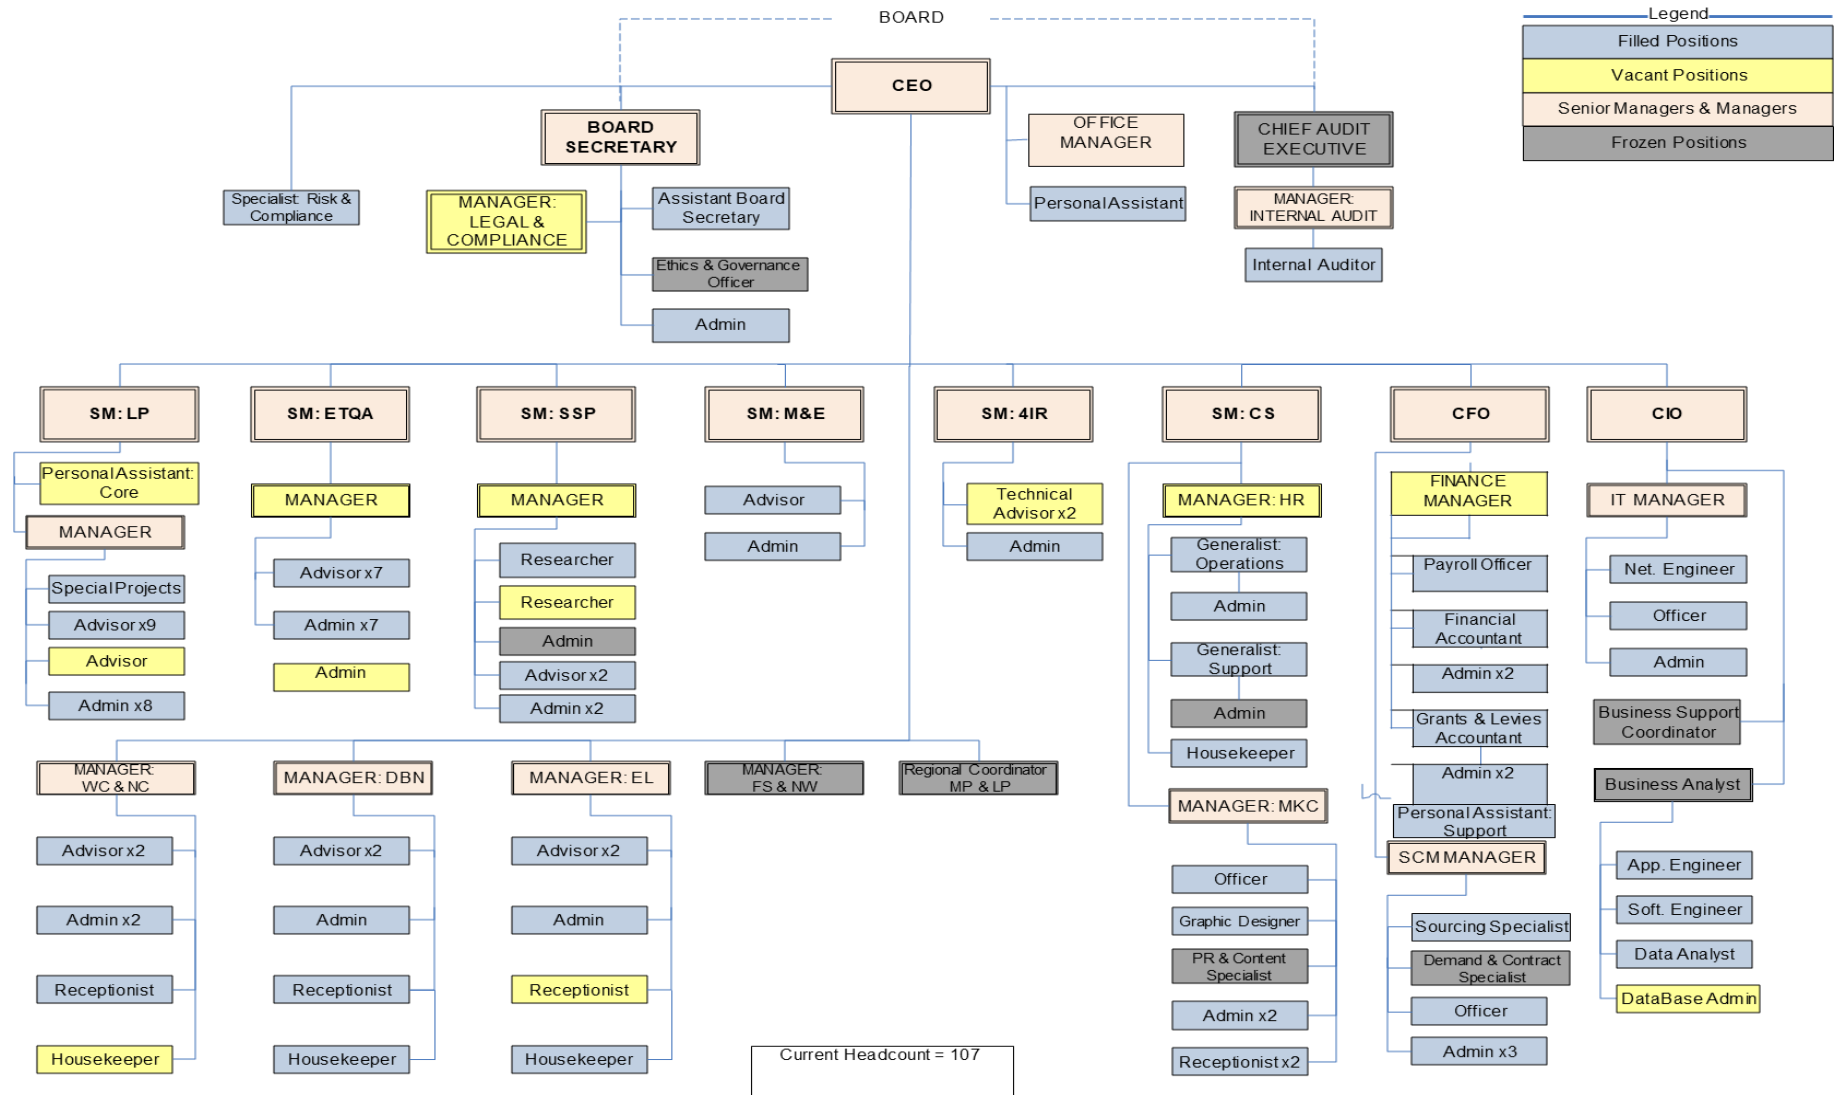 BOARD
Legend
Filled Positions
Vacant Positions
Senior Managers & Managers
Frozen Positions
CEO
BOARD
SECRETARY
OFFICE
MANAGER
CHIEF AUDIT
EXECUTIVE
Specialist: Risk &
Compliance
MANAGER:
LEGAL &
COMPLIANCE
Assistant Board
Secretary
Personal Assistant
MANAGER:
INTERNAL AUDIT
Ethics & Governance
Officer
Internal Auditor
Admin
SM: LP
SM: ETQA
SM: SSP
SM: M&E
SM: 4IR
SM: CS
CFO
CIO
Personal Assistant:
Core
MANAGER
Special Projects
Advisor x9
Advisor
Admin x8
MANAGER
Advisor x7
Admin x7
Admin
MANAGER
Researcher
Researcher
Admin
Advisor x2
Admin x2
Advisor
Admin
Technical
Advisor x2
Admin
MANAGER: HR
Generalist:
Operations
Admin
Generalist:
Support
Admin
Housekeeper
MANAGER: MKC
Officer
Graphic Designer
PR & Content
Specialist
Admin x2
Receptionist x2
FINANCE
MANAGER
Payroll Officer
Financial
Accountant
Admin x2
Grants & Levies
Accountant
Admin x2
Personal Assistant:
Support
SCM MANAGER
Sourcing Specialist
Demand & Contract
Specialist
Officer
Admin x3
IT MANAGER
Net. Engineer
Officer
Admin
Business Support
Coordinator
Business Analyst
App. Engineer
Soft. Engineer
Data Analyst
DataBase Admin
MANAGER:
WC & NC
Advisor x2
Admin x2
Receptionist
Housekeeper
MANAGER: DBN
Advisor x2
Admin
Receptionist
Housekeeper
MANAGER: EL
Advisor x2
Admin
Receptionist
Housekeeper
MANAGER:
FS & NW
Regional Coordinator
MP & LP
Current Headcount = 107